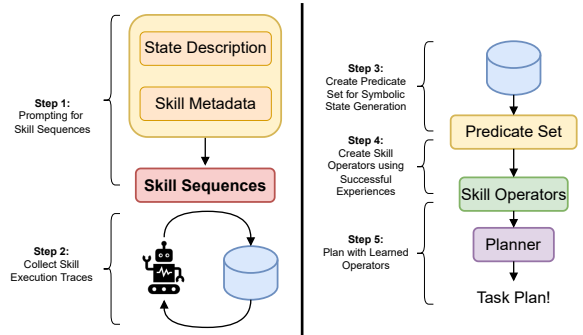 State Description
Skill Metadata
Step 1:
Prompting for
Skill Sequences
Skill Sequences
Step 2:
Collect Skill
Execution Traces
Step 3:
Create Predicate
Set for Symbolic
State Generation
Predicate Set
Step 4:
Create Skill
Operators using
Successful
Experiences
Skill Operators
Step 5:
Plan with Learned
Operators
Planner
Task Plan!